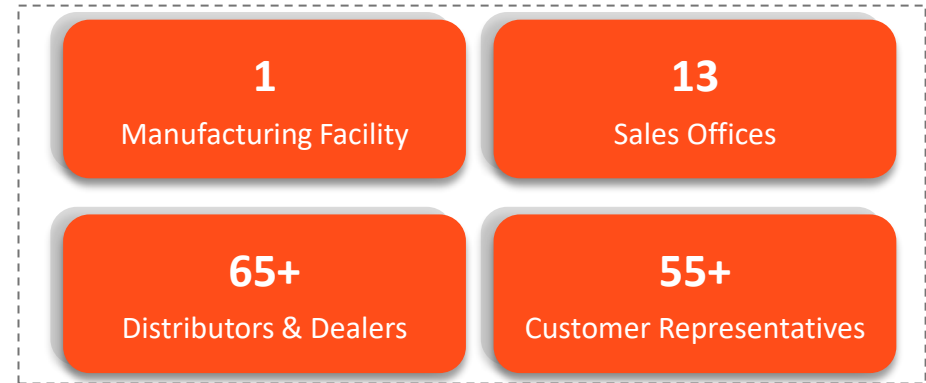 1
Manufacturing Facility
13
Sales Offices
65+
Distributors & Dealers
55+
Customer Representatives